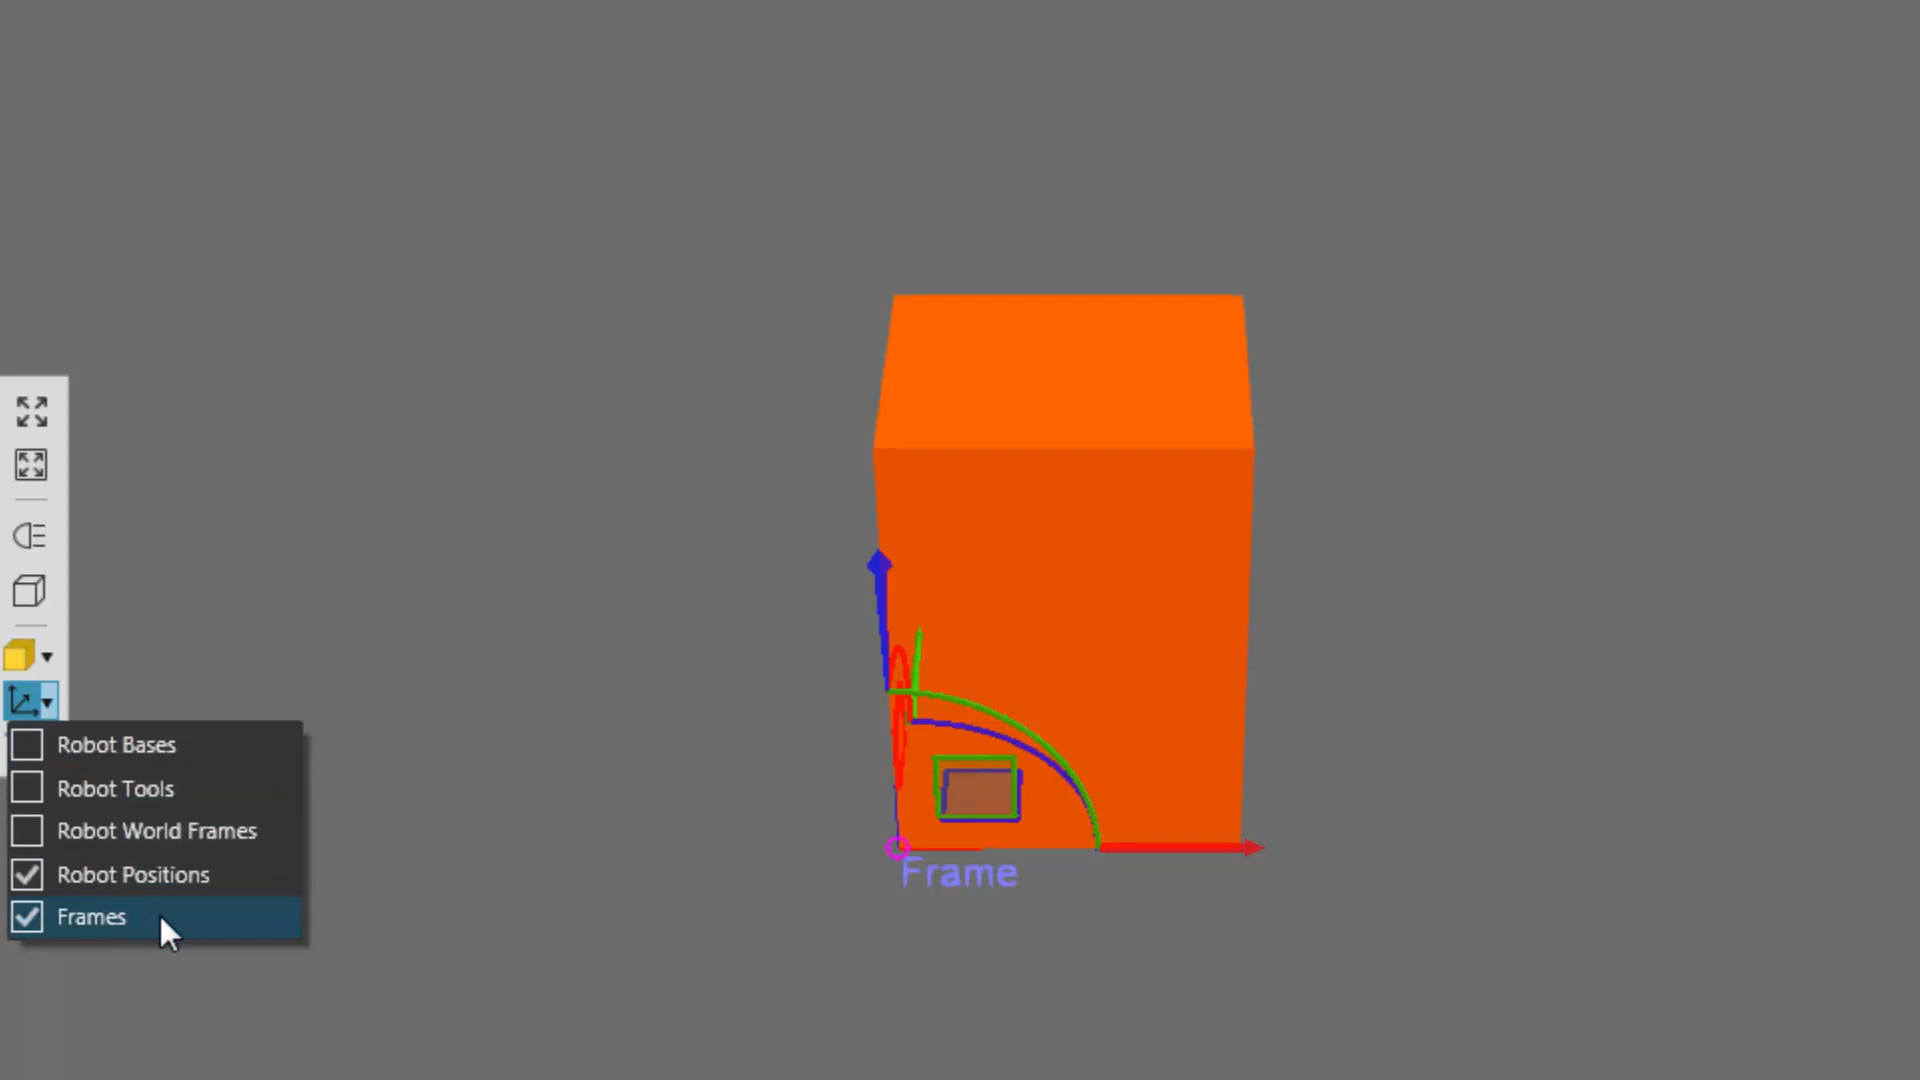 Robot Bases
Robot Tools
Robot World Frames
Robot Positions
Frames
Frame